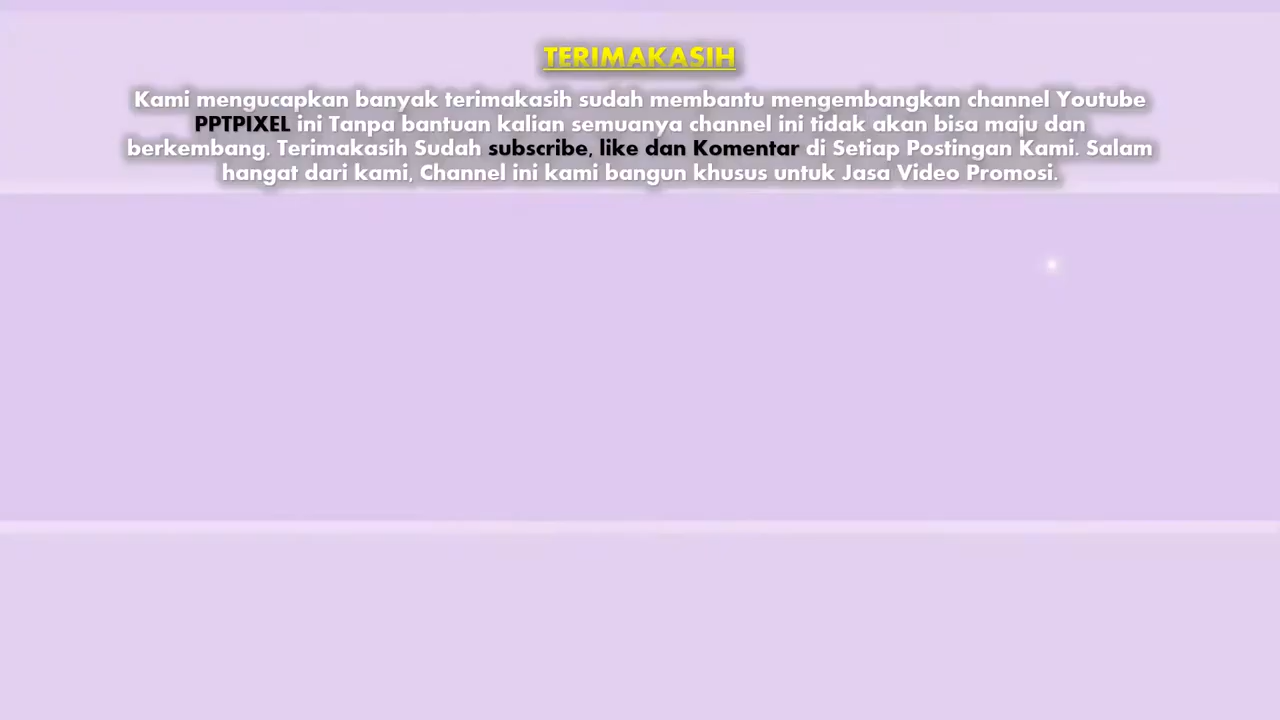 TERIMAKASIH
Kami mengucapkan banyak terimakasih sudah membantu mengembangkan channel Youtube
PPTPIXEL ini Tanpa bantuan kalian semuanya channel ini tidak akan bisa maju dan
berkembang. Terimakasih Sudah subscribe, like dan Komentar di Setiap Postingan Kami. Salam
hangat dari kami, Channel ini kami bangun khusus untuk Jasa Video Promosi.